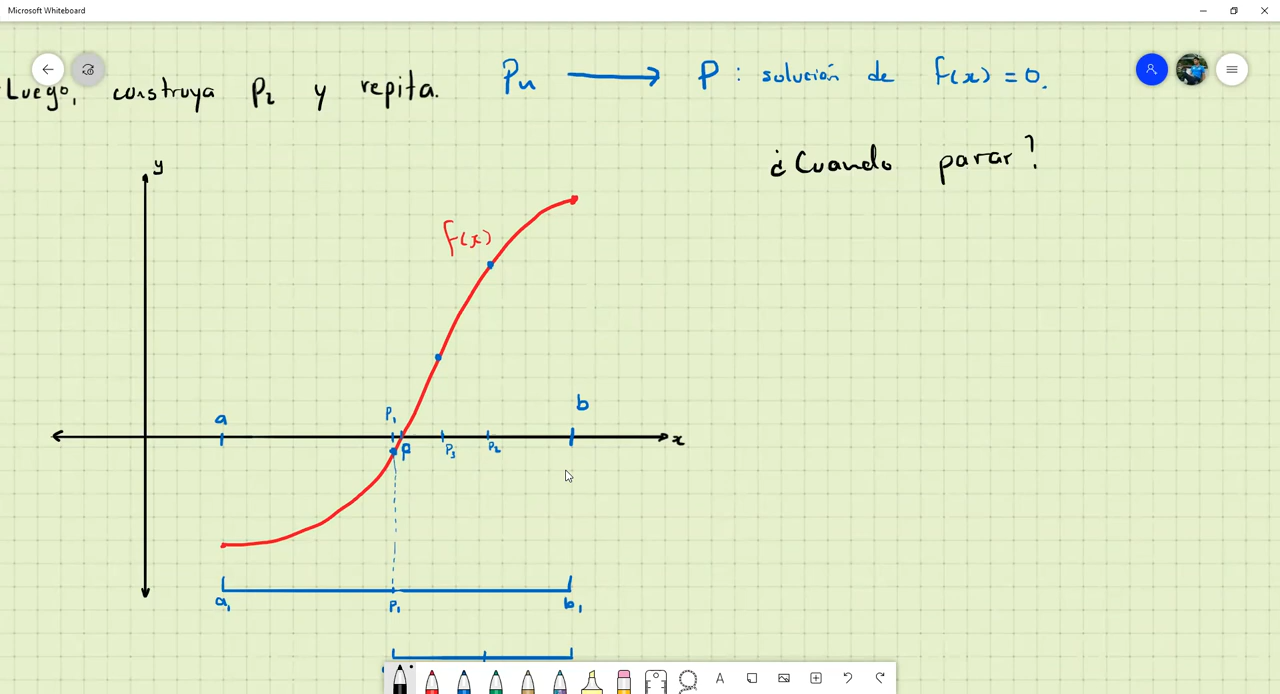 Microsoft Whiteboard
Luego, construya P₂ y repita.
Pₙ → P : solución de f(x) = 0.
¿Cuando parar?
y
f(x)
a
P₁
b
P
P₃
P₂
x
a₁
P₁
b₁
A